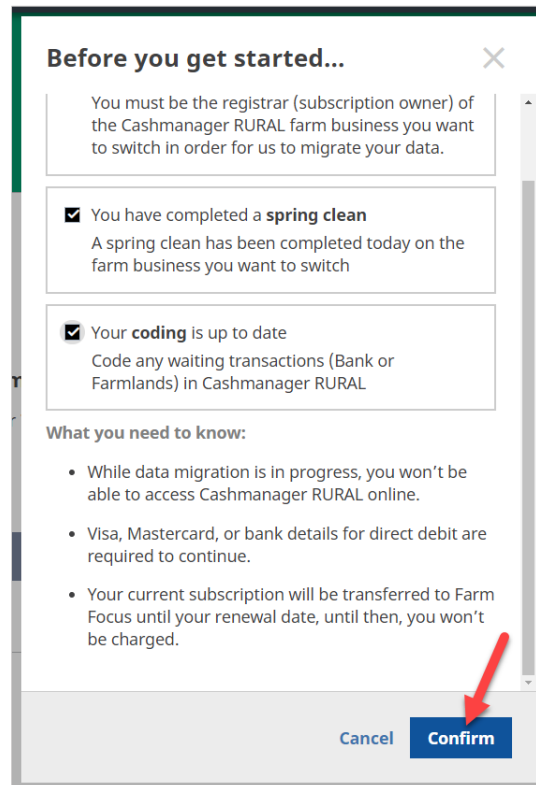 Before you get started...
You must be the registrar (subscription owner) of
the Cashmanager RURAL farm business you want
to switch in order for us to migrate your data.
You have completed a spring clean
A spring clean has been completed today on the
farm business you want to switch
Your coding is up to date
Code any waiting transactions (Bank or
Farmlands) in Cashmanager RURAL
What you need to know:
• While data migration is in progress, you won’t be
able to access Cashmanager RURAL online.
• Visa, Mastercard, or bank details for direct debit are
required to continue.
• Your current subscription will be transferred to Farm
Focus until your renewal date, until then, you won’t
be charged.
Cancel Confirm